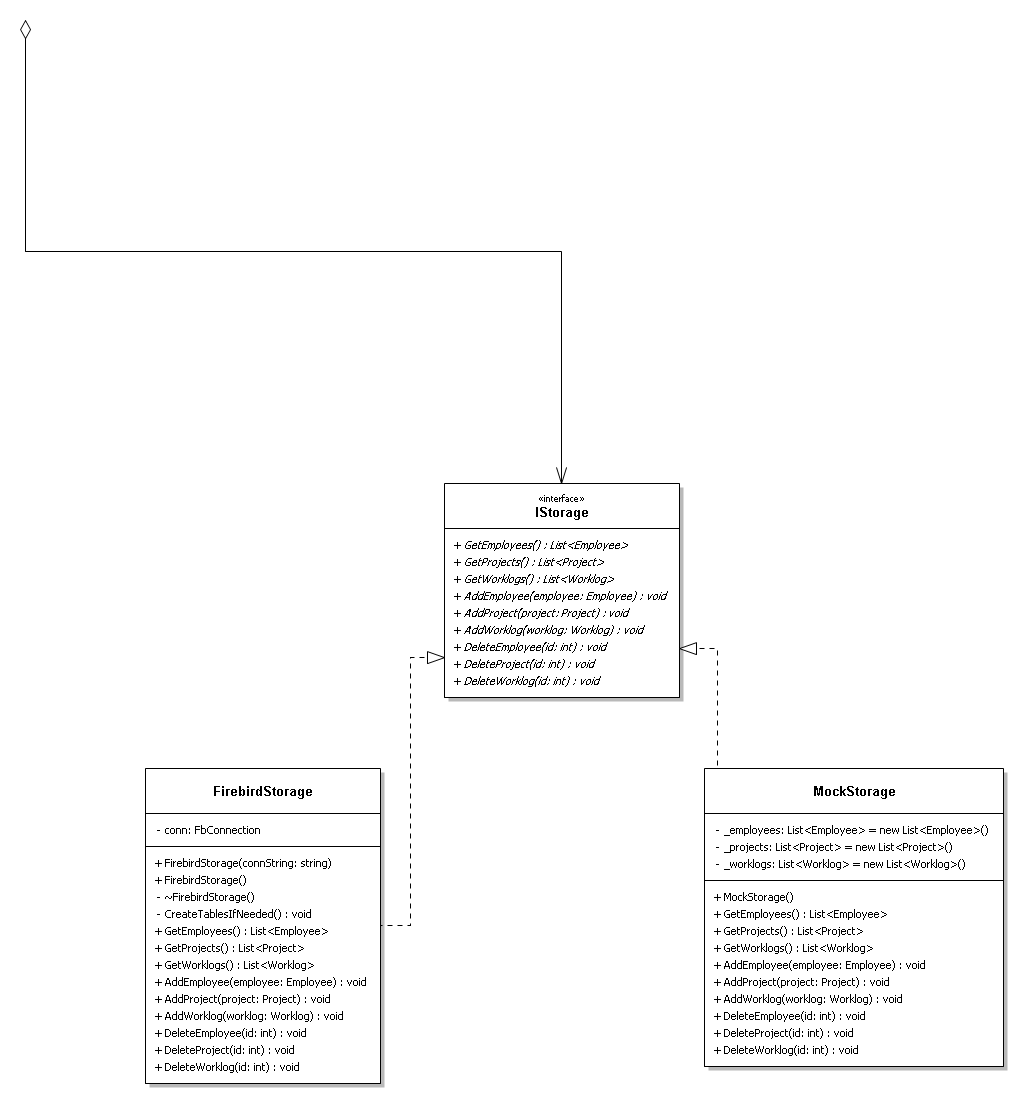 «interface»
IStorage
+ GetEmployees() : List<Employee>
+ GetProjects() : List<Project>
+ GetWorklogs() : List<Worklog>
+ AddEmployee(employee: Employee) : void
+ AddProject(project: Project) : void
+ AddWorklog(worklog: Worklog) : void
+ DeleteEmployee(id: int) : void
+ DeleteProject(id: int) : void
+ DeleteWorklog(id: int) : void
FirebirdStorage
- conn: FbConnection
+ FirebirdStorage(connString: string)
+ FirebirdStorage()
- ~FirebirdStorage()
- CreateTablesIfNeeded() : void
+ GetEmployees() : List<Employee>
+ GetProjects() : List<Project>
+ GetWorklogs() : List<Worklog>
+ AddEmployee(employee: Employee) : void
+ AddProject(project: Project) : void
+ AddWorklog(worklog: Worklog) : void
+ DeleteEmployee(id: int) : void
+ DeleteProject(id: int) : void
+ DeleteWorklog(id: int) : void
MockStorage
- _employees: List<Employee> = new List<Employee>()
- _projects: List<Project> = new List<Project>()
- _worklogs: List<Worklog> = new List<Worklog>()
+ MockStorage()
+ GetEmployees() : List<Employee>
+ GetProjects() : List<Project>
+ GetWorklogs() : List<Worklog>
+ AddEmployee(employee: Employee) : void
+ AddProject(project: Project) : void
+ AddWorklog(worklog: Worklog) : void
+ DeleteEmployee(id: int) : void
+ DeleteProject(id: int) : void
+ DeleteWorklog(id: int) : void